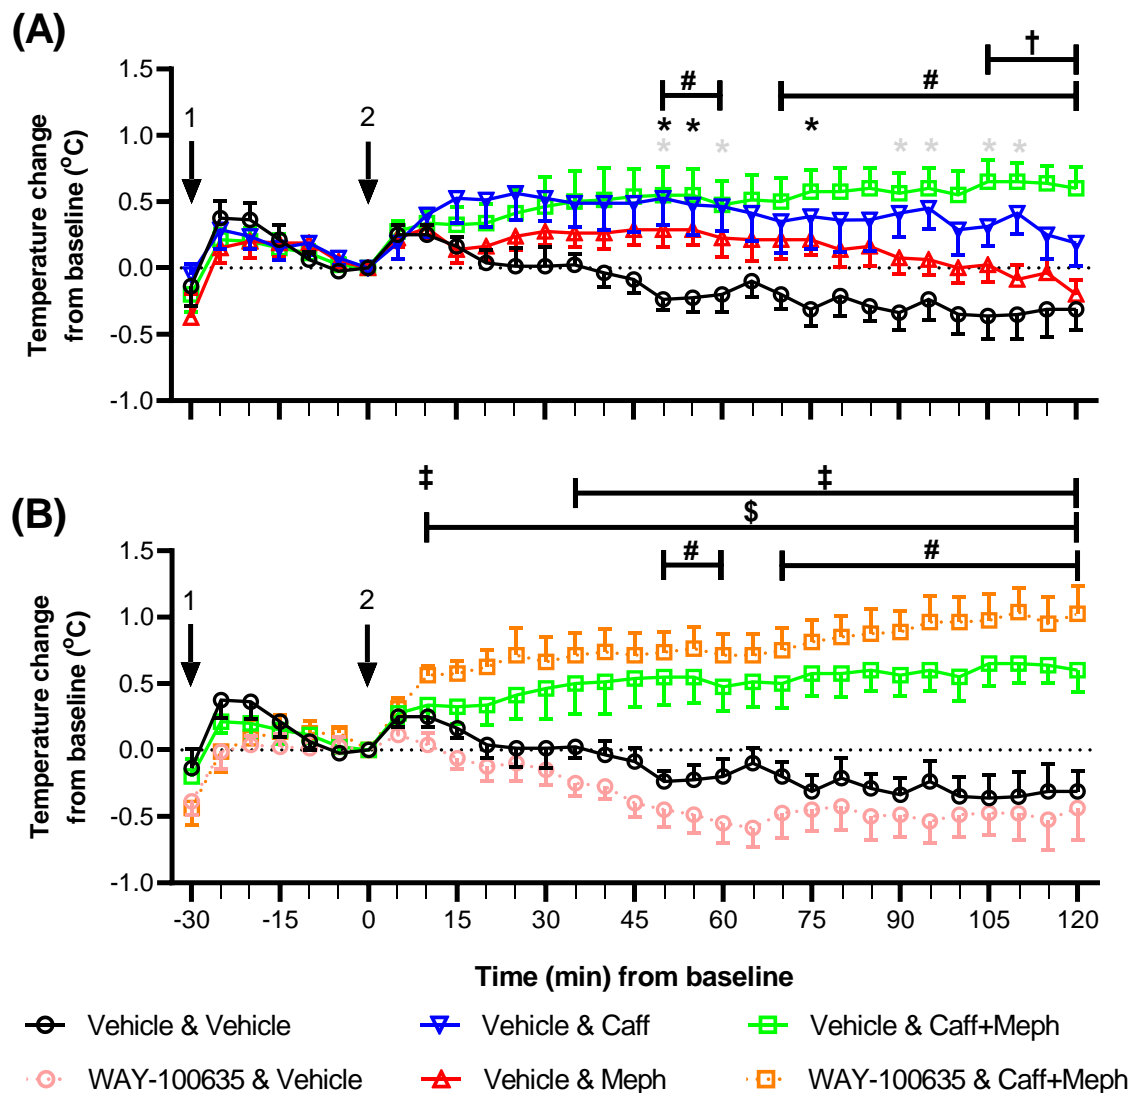 (A)
†
#
#
1
2
* * *
* * * * * *
Temperature change
from baseline (°C)
1.5
1.0
0.5
0.0
-0.5
-1.0
(B)
‡
‡
$
#
#
1
2
Temperature change
from baseline (°C)
1.5
1.0
0.5
0.0
-0.5
-1.0
-30 -15 0 15 30 45 60 75 90 105 120
Time (min) from baseline
Vehicle & Vehicle
Vehicle & Caff
Vehicle & Caff+Meph
WAY-100635 & Vehicle
Vehicle & Meph
WAY-100635 & Caff+Meph